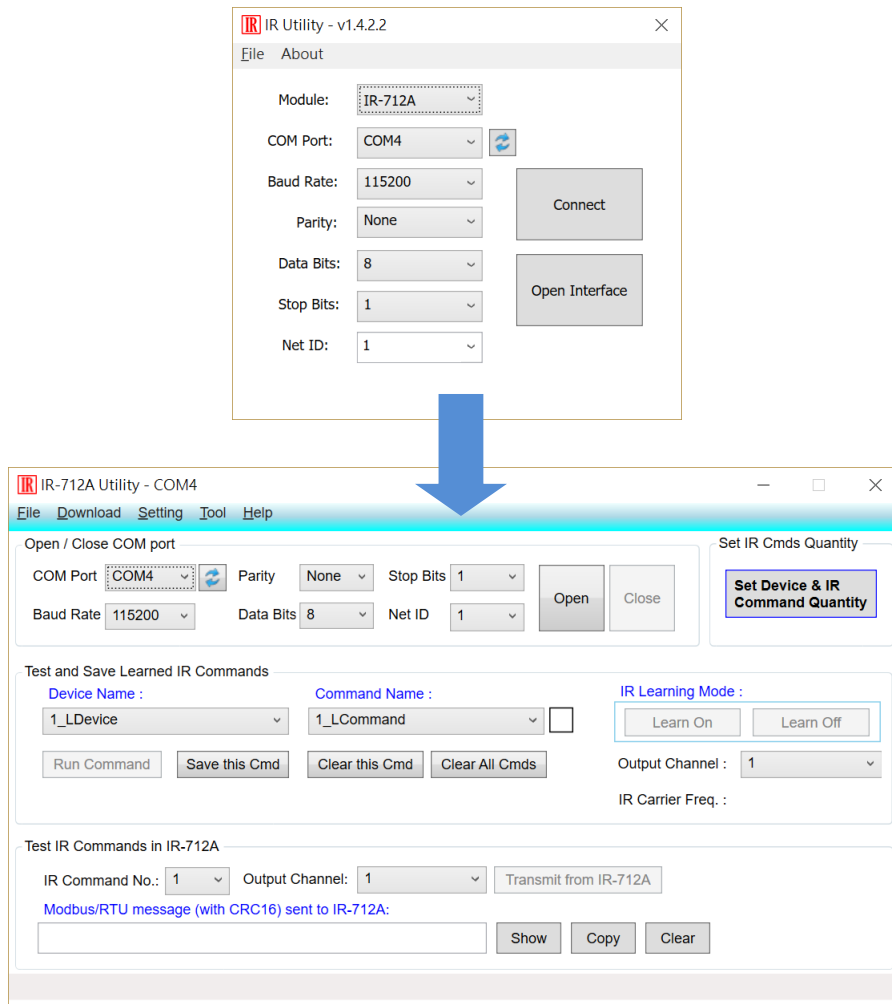 IR IR Utility - v1.4.2.2
File About
Module: IR-712A
COM Port: COM4
Baud Rate: 115200
Connect
Parity: None
Data Bits: 8
Open Interface
Stop Bits: 1
Net ID: 1
IR IR-712A Utility - COM4
File Download Setting Tool Help
Open / Close COM port
COM Port COM4 Parity None Stop Bits 1
Baud Rate 115200 Data Bits 8 Net ID 1
Open Close
Set IR Cmds Quantity
Set Device & IR
Command Quantity
Test and Save Learned IR Commands
Device Name : Command Name : IR Learning Mode :
1_LDevice 1_LCommand Learn On Learn Off
Run Command Save this Cmd Clear this Cmd Clear All Cmds Output Channel : 1
IR Carrier Freq. :
Test IR Commands in IR-712A
IR Command No.: 1 Output Channel: 1 Transmit from IR-712A
Modbus/RTU message (with CRC16) sent to IR-712A:
Show Copy Clear